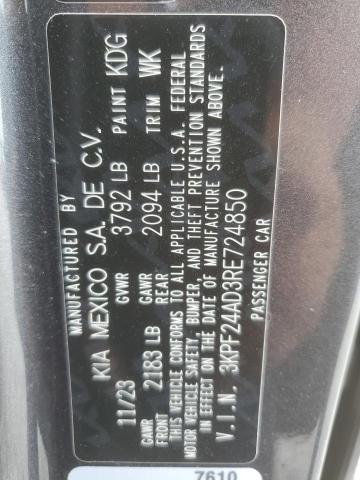 MANUFACTURED BY
KIA MEXICO S.A. DE C.V.
11/23 GVWR 3792 LB PAINT KDG
GAWR FRONT 2183 LB GAWR REAR 2094 LB TRIM WK
THIS VEHICLE CONFORMS TO ALL APPLICABLE U.S.A. FEDERAL
MOTOR VEHICLE SAFETY, BUMPER, AND THEFT PREVENTION STANDARDS
IN EFFECT ON THE DATE OF MANUFACTURE SHOWN ABOVE.
V.I.N. 3KPF24AD3RE724850
PASSENGER CAR
7610